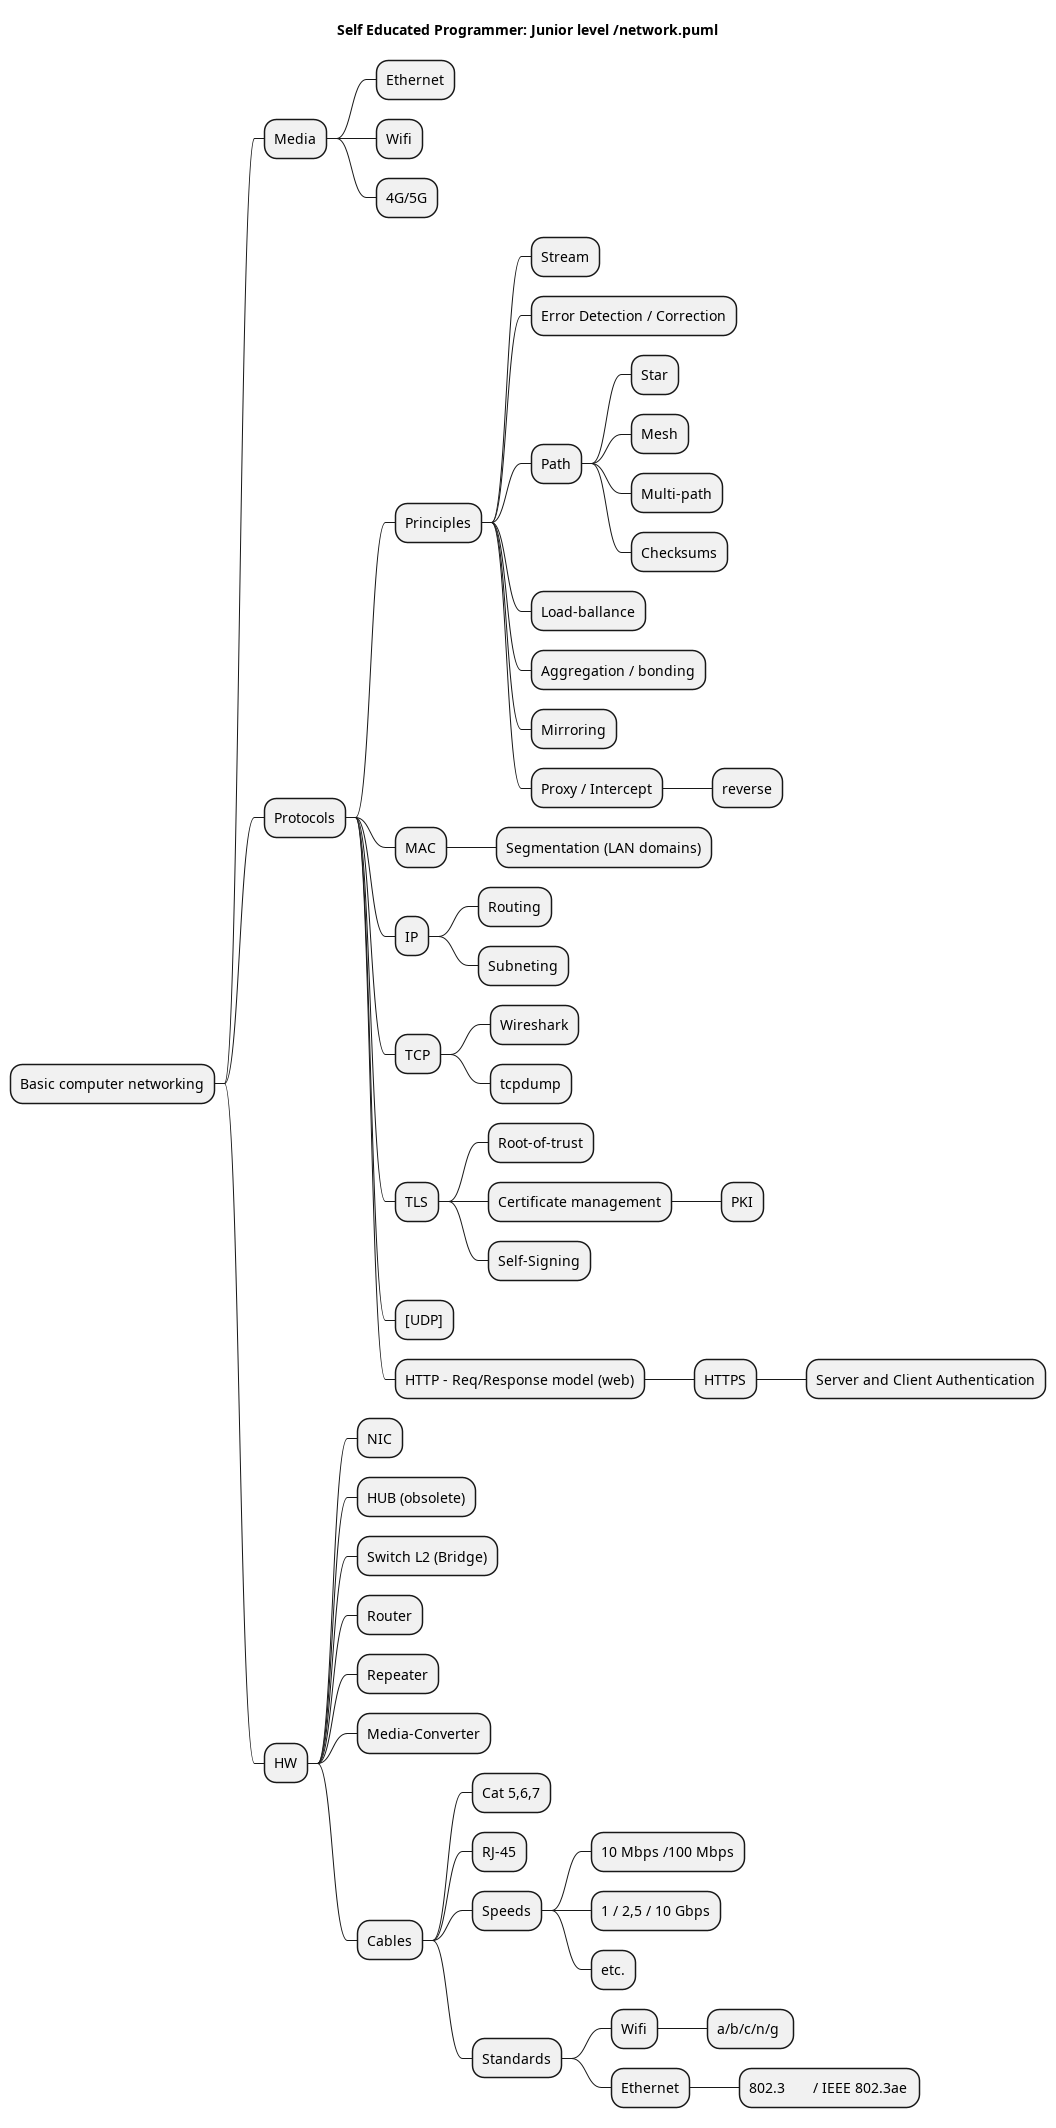 Self Educated Programmer: Junior level /network.puml
Basic computer networking
Media
Ethernet
Wifi
4G/5G
Protocols
Principles
Stream
Error Detection / Correction
Path
Star
Mesh
Multi-path
Checksums
Load-ballance
Aggregation / bonding
Mirroring
Proxy / Intercept
reverse
MAC
Segmentation (LAN domains)
IP
Routing
Subneting
TCP
Wireshark
tcpdump
TLS
Root-of-trust
Certificate management
PKI
Self-Signing
[UDP]
HTTP - Req/Response model (web)
HTTPS
Server and Client Authentication
HW
NIC
HUB (obsolete)
Switch L2 (Bridge)
Router
Repeater
Media-Converter
Cables
Cat 5,6,7
RJ-45
Speeds
10 Mbps /100 Mbps
1 / 2,5 / 10 Gbps
etc.
Standards
Wifi
a/b/c/n/g
Ethernet
802.3 / IEEE 802.3ae